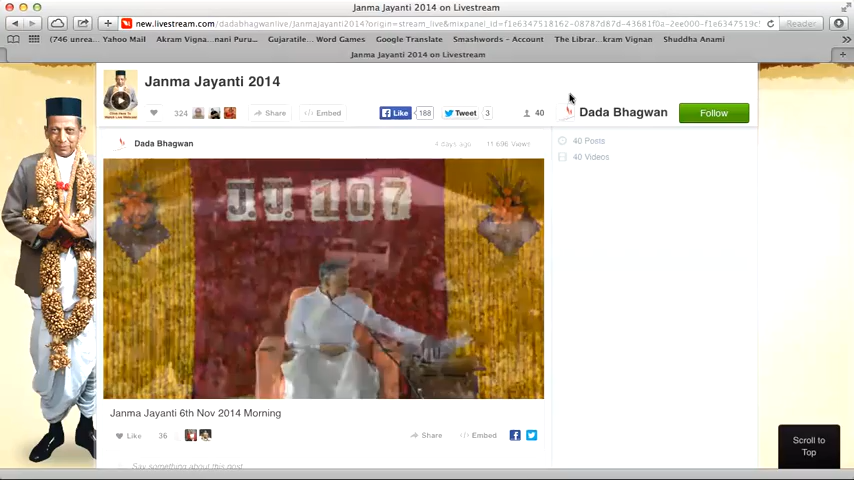 Janma Jayanti 2014 on Livestream
new.livestream.com/dadabhagwanlive/JanmaJayanti2014?origin=stream_live&mixpanel_id=f1e6347518162-08787d87d-43681f0a-2ee000-f1e6347519c
Reader
(746 unrea... Yahoo Mail Akram Vigna...nani Puru... Gujaratile... Word Games Google Translate Smashwords - Account The Librar...kram Vignan Shuddha Anami
Janma Jayanti 2014 on Livestream
Janma Jayanti 2014
324 Share Embed Like 188 Tweet 3 40 Dada Bhagwan Follow
Dada Bhagwan 4 days ago 11 696 Views
40 Posts
40 Videos
J.J. 107
Janma Jayanti 6th Nov 2014 Morning
Like 36 Share Embed
Say something about this post
Scroll to
Top